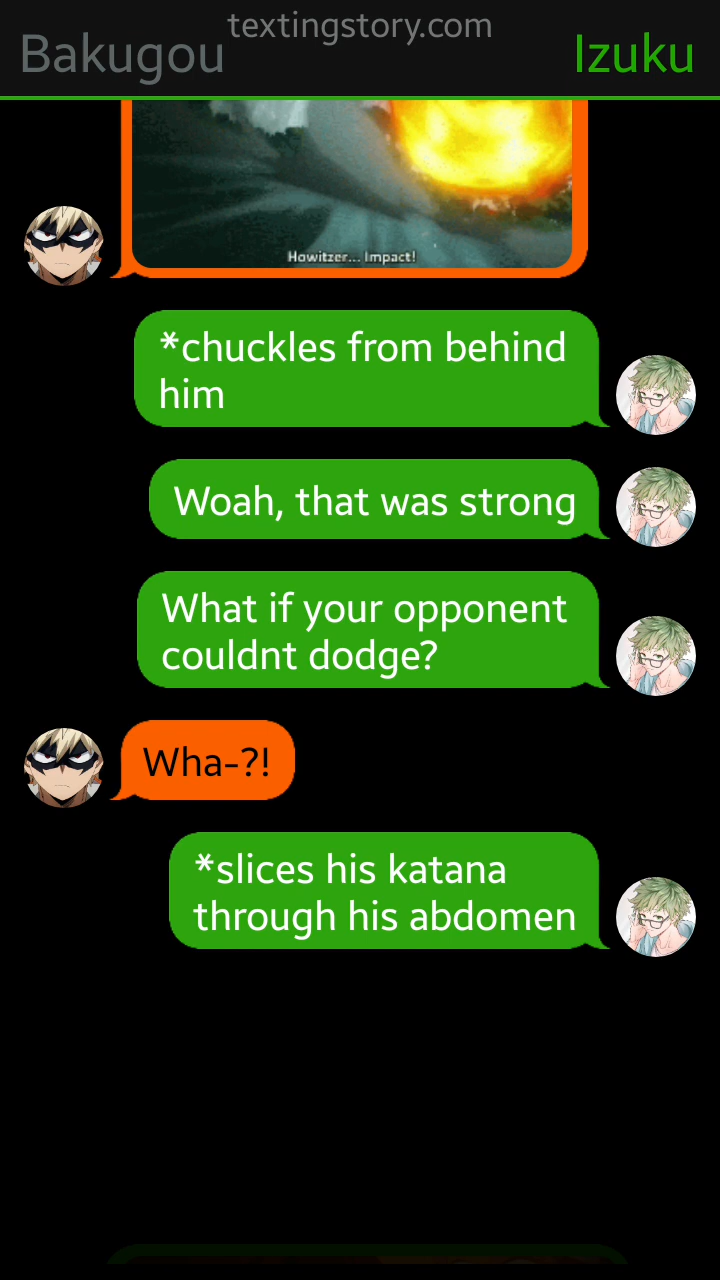 textingstory.com
Bakugou
Izuku
Howitzer... Impact!
*chuckles from behind
him
Woah, that was strong
What if your opponent
couldnt dodge?
Wha-?!
*slices his katana
through his abdomen